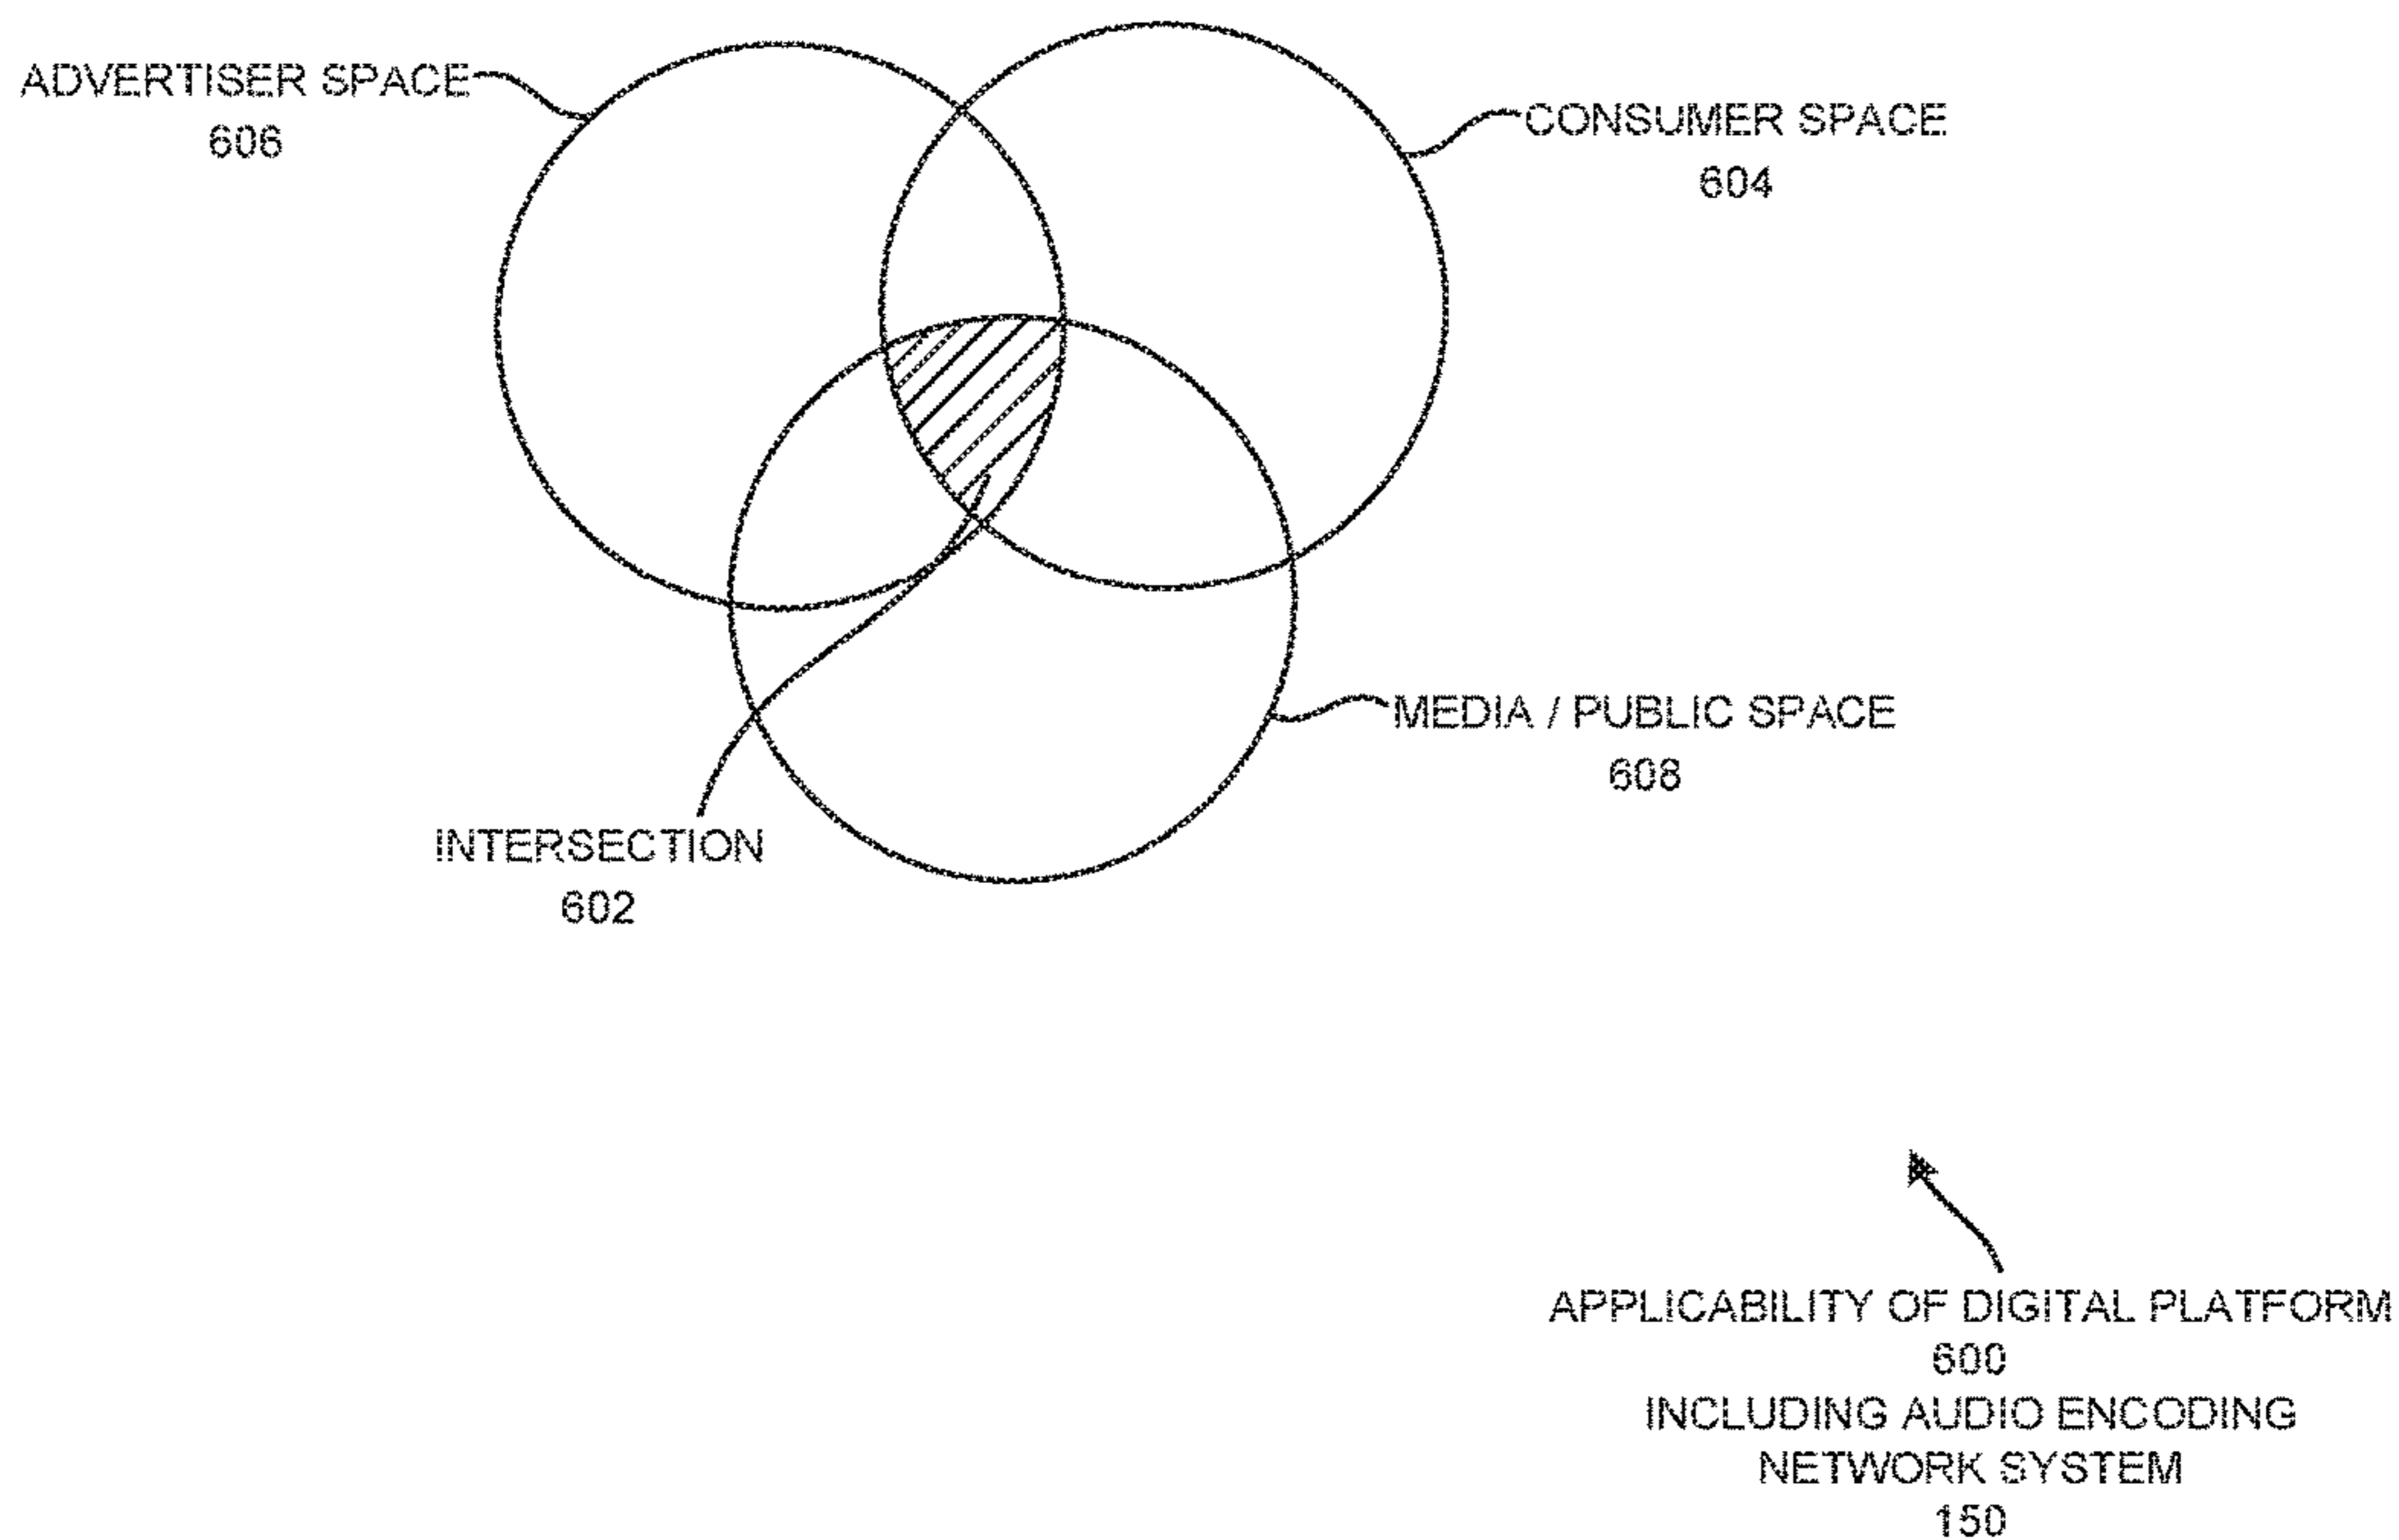 ADVERTISER SPACE
606
CONSUMER SPACE
604
MEDIA / PUBLIC SPACE
608
INTERSECTION
602
APPLICABILITY OF DIGITAL PLATFORM
600
INCLUDING AUDIO ENCODING
NETWORK SYSTEM
150